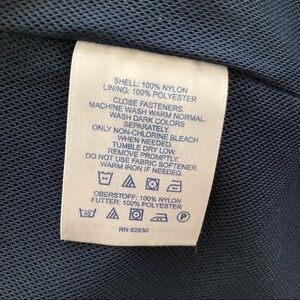 SHELL: 100% NYLON
LINING: 100% POLYESTER
CLOSE FASTENERS.
MACHINE WASH WARM NORMAL.
WASH DARK COLORS
SEPARATELY.
ONLY NON-CHLORINE BLEACH
WHEN NEEDED.
TUMBLE DRY LOW.
REMOVE PROMPTLY.
DO NOT USE FABRIC SOFTENER.
WARM IRON IF NEEDED.
OBERSTOFF: 100% NYLON
FUTTER: 100% POLYESTER
40
P
RN 62830